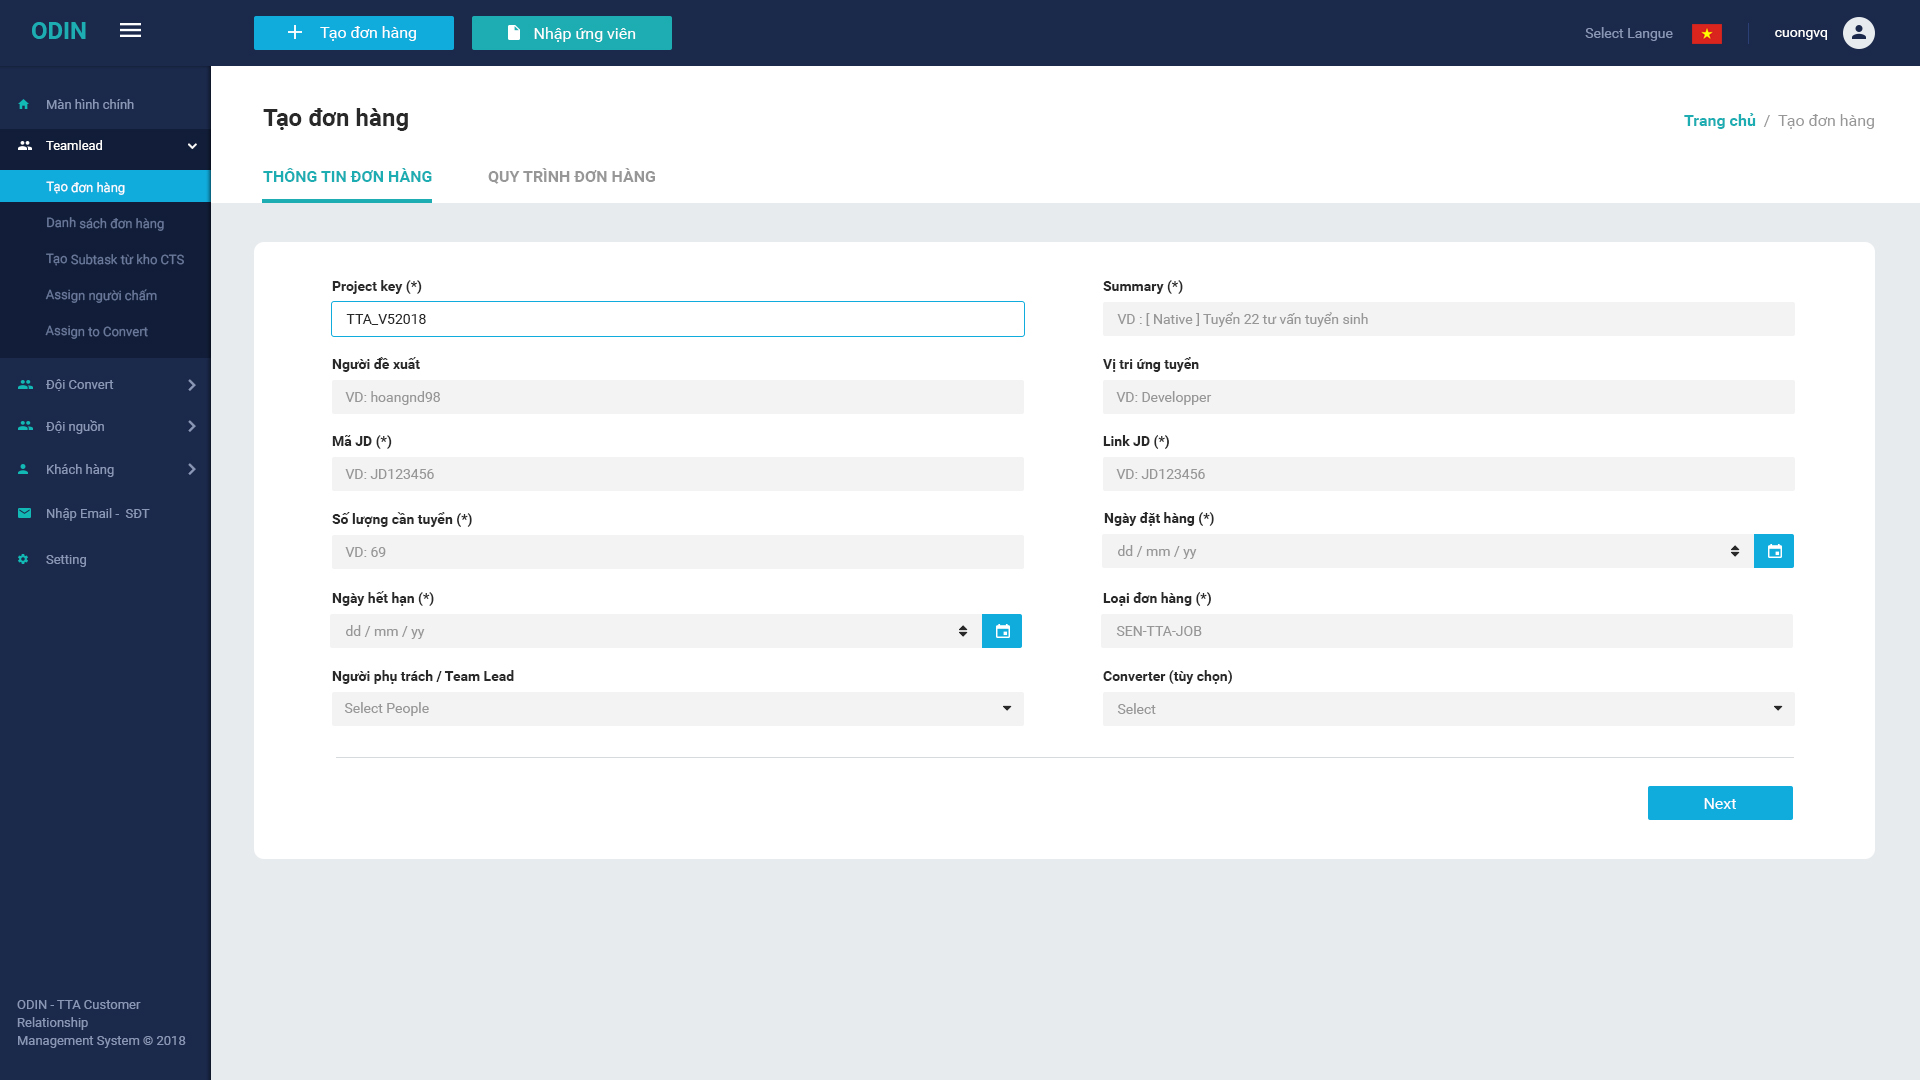 ODIN
Tạo đơn hàng
Nhập ứng viên
Select Langue
cuongvq
Màn hình chính
Teamlead
Tạo đơn hàng
Danh sách đơn hàng
Tạo Subtask từ kho CTS
Assign người chấm
Assign to Convert
Đội Convert
Đội nguồn
Khách hàng
Nhập Email - SĐT
Setting
ODIN - TTA Customer
Relationship
Management System © 2018
Tạo đơn hàng
Trang chủ / Tạo đơn hàng
THÔNG TIN ĐƠN HÀNG
QUY TRÌNH ĐƠN HÀNG
Project key (*)
TTA_V52018
Summary (*)
VD : [ Native ] Tuyển 22 tư vấn tuyển sinh
Người đề xuất
VD: hoangnd98
Vị tri ứng tuyển
VD: Developper
Mã JD (*)
VD: JD123456
Link JD (*)
VD: JD123456
Số lượng cần tuyển (*)
VD: 69
Ngày đặt hàng (*)
dd / mm / yy
Ngày hết hạn (*)
dd / mm / yy
Loại đơn hàng (*)
SEN-TTA-JOB
Người phụ trách / Team Lead
Select People
Converter (tùy chọn)
Select
Next